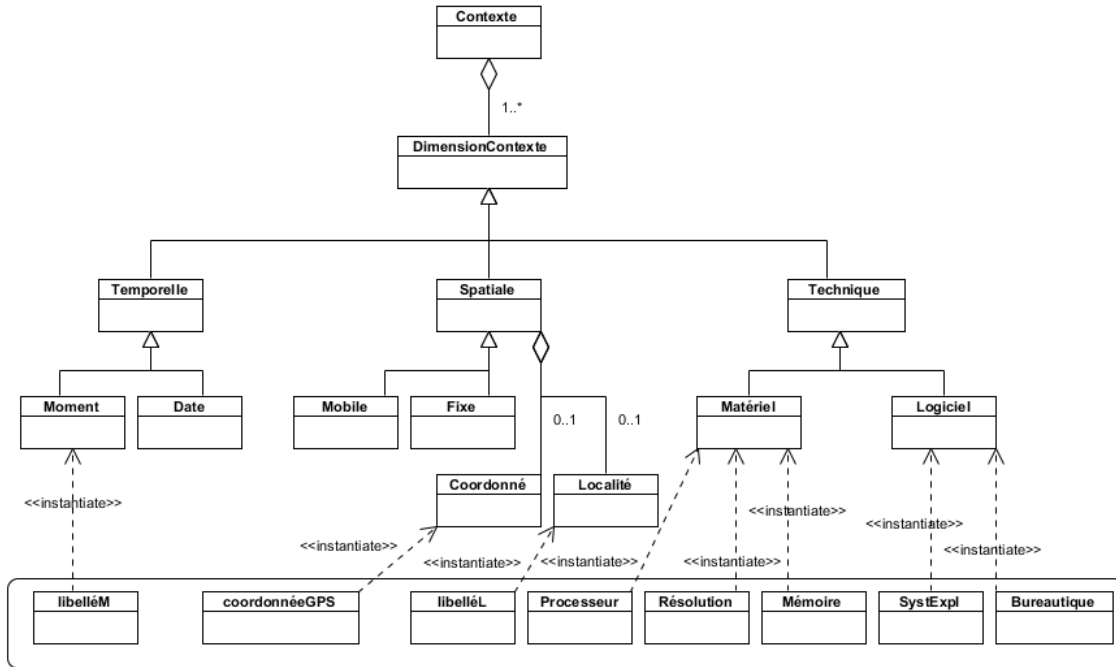 Contexte
1..*
DimensionContexte
Temporelle
Spatiale
Technique
Moment
Date
Mobile
Fixe
Matériel
Logiciel
0..1
0..1
Coordonné
Localité
<<instantiate>>
<<instantiate>>
<<instantiate>>
<<instantiate>>
<<instantiate>>
<<instantiate>>
<<instantiate>>
<<instantiate>>
libelléM
coordonnéeGPS
libelléL
Processeur
Résolution
Mémoire
SystExpl
Bureautique